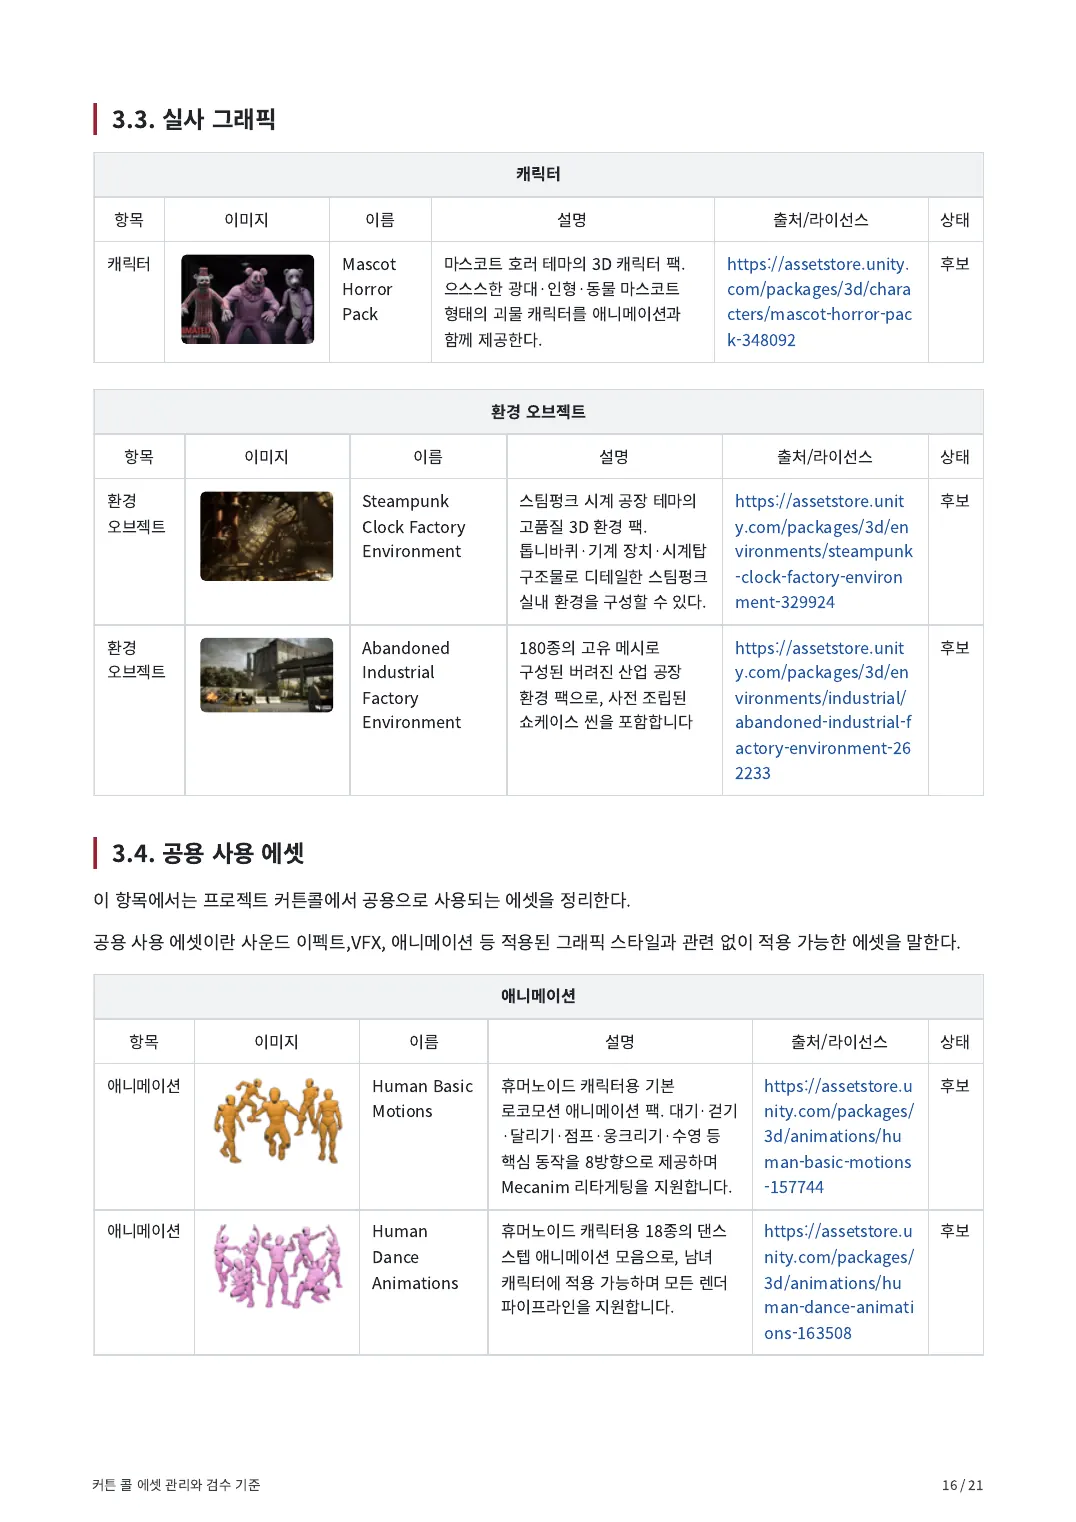 3.3. 실사 그래픽
캐릭터
항목 이미지 이름 설명 출처/라이선스 상태
캐릭터
Mascot
Horror
Pack
마스코트 호러 테마의 3D 캐릭터 팩.
으스스한 광대·인형·동물 마스코트
형태의 괴물 캐릭터를 애니메이션과
함께 제공한다.
https://assetstore.unity.
com/packages/3d/chara
cters/mascot-horror-pac
k-348092
후보
환경 오브젝트
항목 이미지 이름 설명 출처/라이선스 상태
환경
오브젝트
Steampunk
Clock Factory
Environment
스팀펑크 시계 공장 테마의
고품질 3D 환경 팩.
톱니바퀴·기계 장치·시계탑
구조물로 디테일한 스팀펑크
실내 환경을 구성할 수 있다.
https://assetstore.unit
y.com/packages/3d/en
vironments/steampunk
-clock-factory-environ
ment-329924
후보
환경
오브젝트
Abandoned
Industrial
Factory
Environment
180종의 고유 메시로
구성된 버려진 산업 공장
환경 팩으로, 사전 조립된
쇼케이스 씬을 포함합니다
https://assetstore.unit
y.com/packages/3d/en
vironments/industrial/
abandoned-industrial-f
actory-environment-26
2233
후보
3.4. 공용 사용 에셋
이 항목에서는 프로젝트 커튼콜에서 공용으로 사용되는 에셋을 정리한다.
공용 사용 에셋이란 사운드 이펙트,VFX, 애니메이션 등 적용된 그래픽 스타일과 관련 없이 적용 가능한 에셋을 말한다.
애니메이션
항목 이미지 이름 설명 출처/라이선스 상태
애니메이션
Human Basic
Motions
휴머노이드 캐릭터용 기본
로코모션 애니메이션 팩. 대기·걷기
·달리기·점프·웅크리기·수영 등
핵심 동작을 8방향으로 제공하며
Mecanim 리타게팅을 지원합니다.
https://assetstore.u
nity.com/packages/
3d/animations/hu
man-basic-motions
-157744
후보
애니메이션
Human
Dance
Animations
휴머노이드 캐릭터용 18종의 댄스
스텝 애니메이션 모음으로, 남녀
캐릭터에 적용 가능하며 모든 렌더
파이프라인을 지원합니다.
https://assetstore.u
nity.com/packages/
3d/animations/hu
man-dance-animati
ons-163508
후보
커튼 콜 에셋 관리와 검수 기준
16 / 21